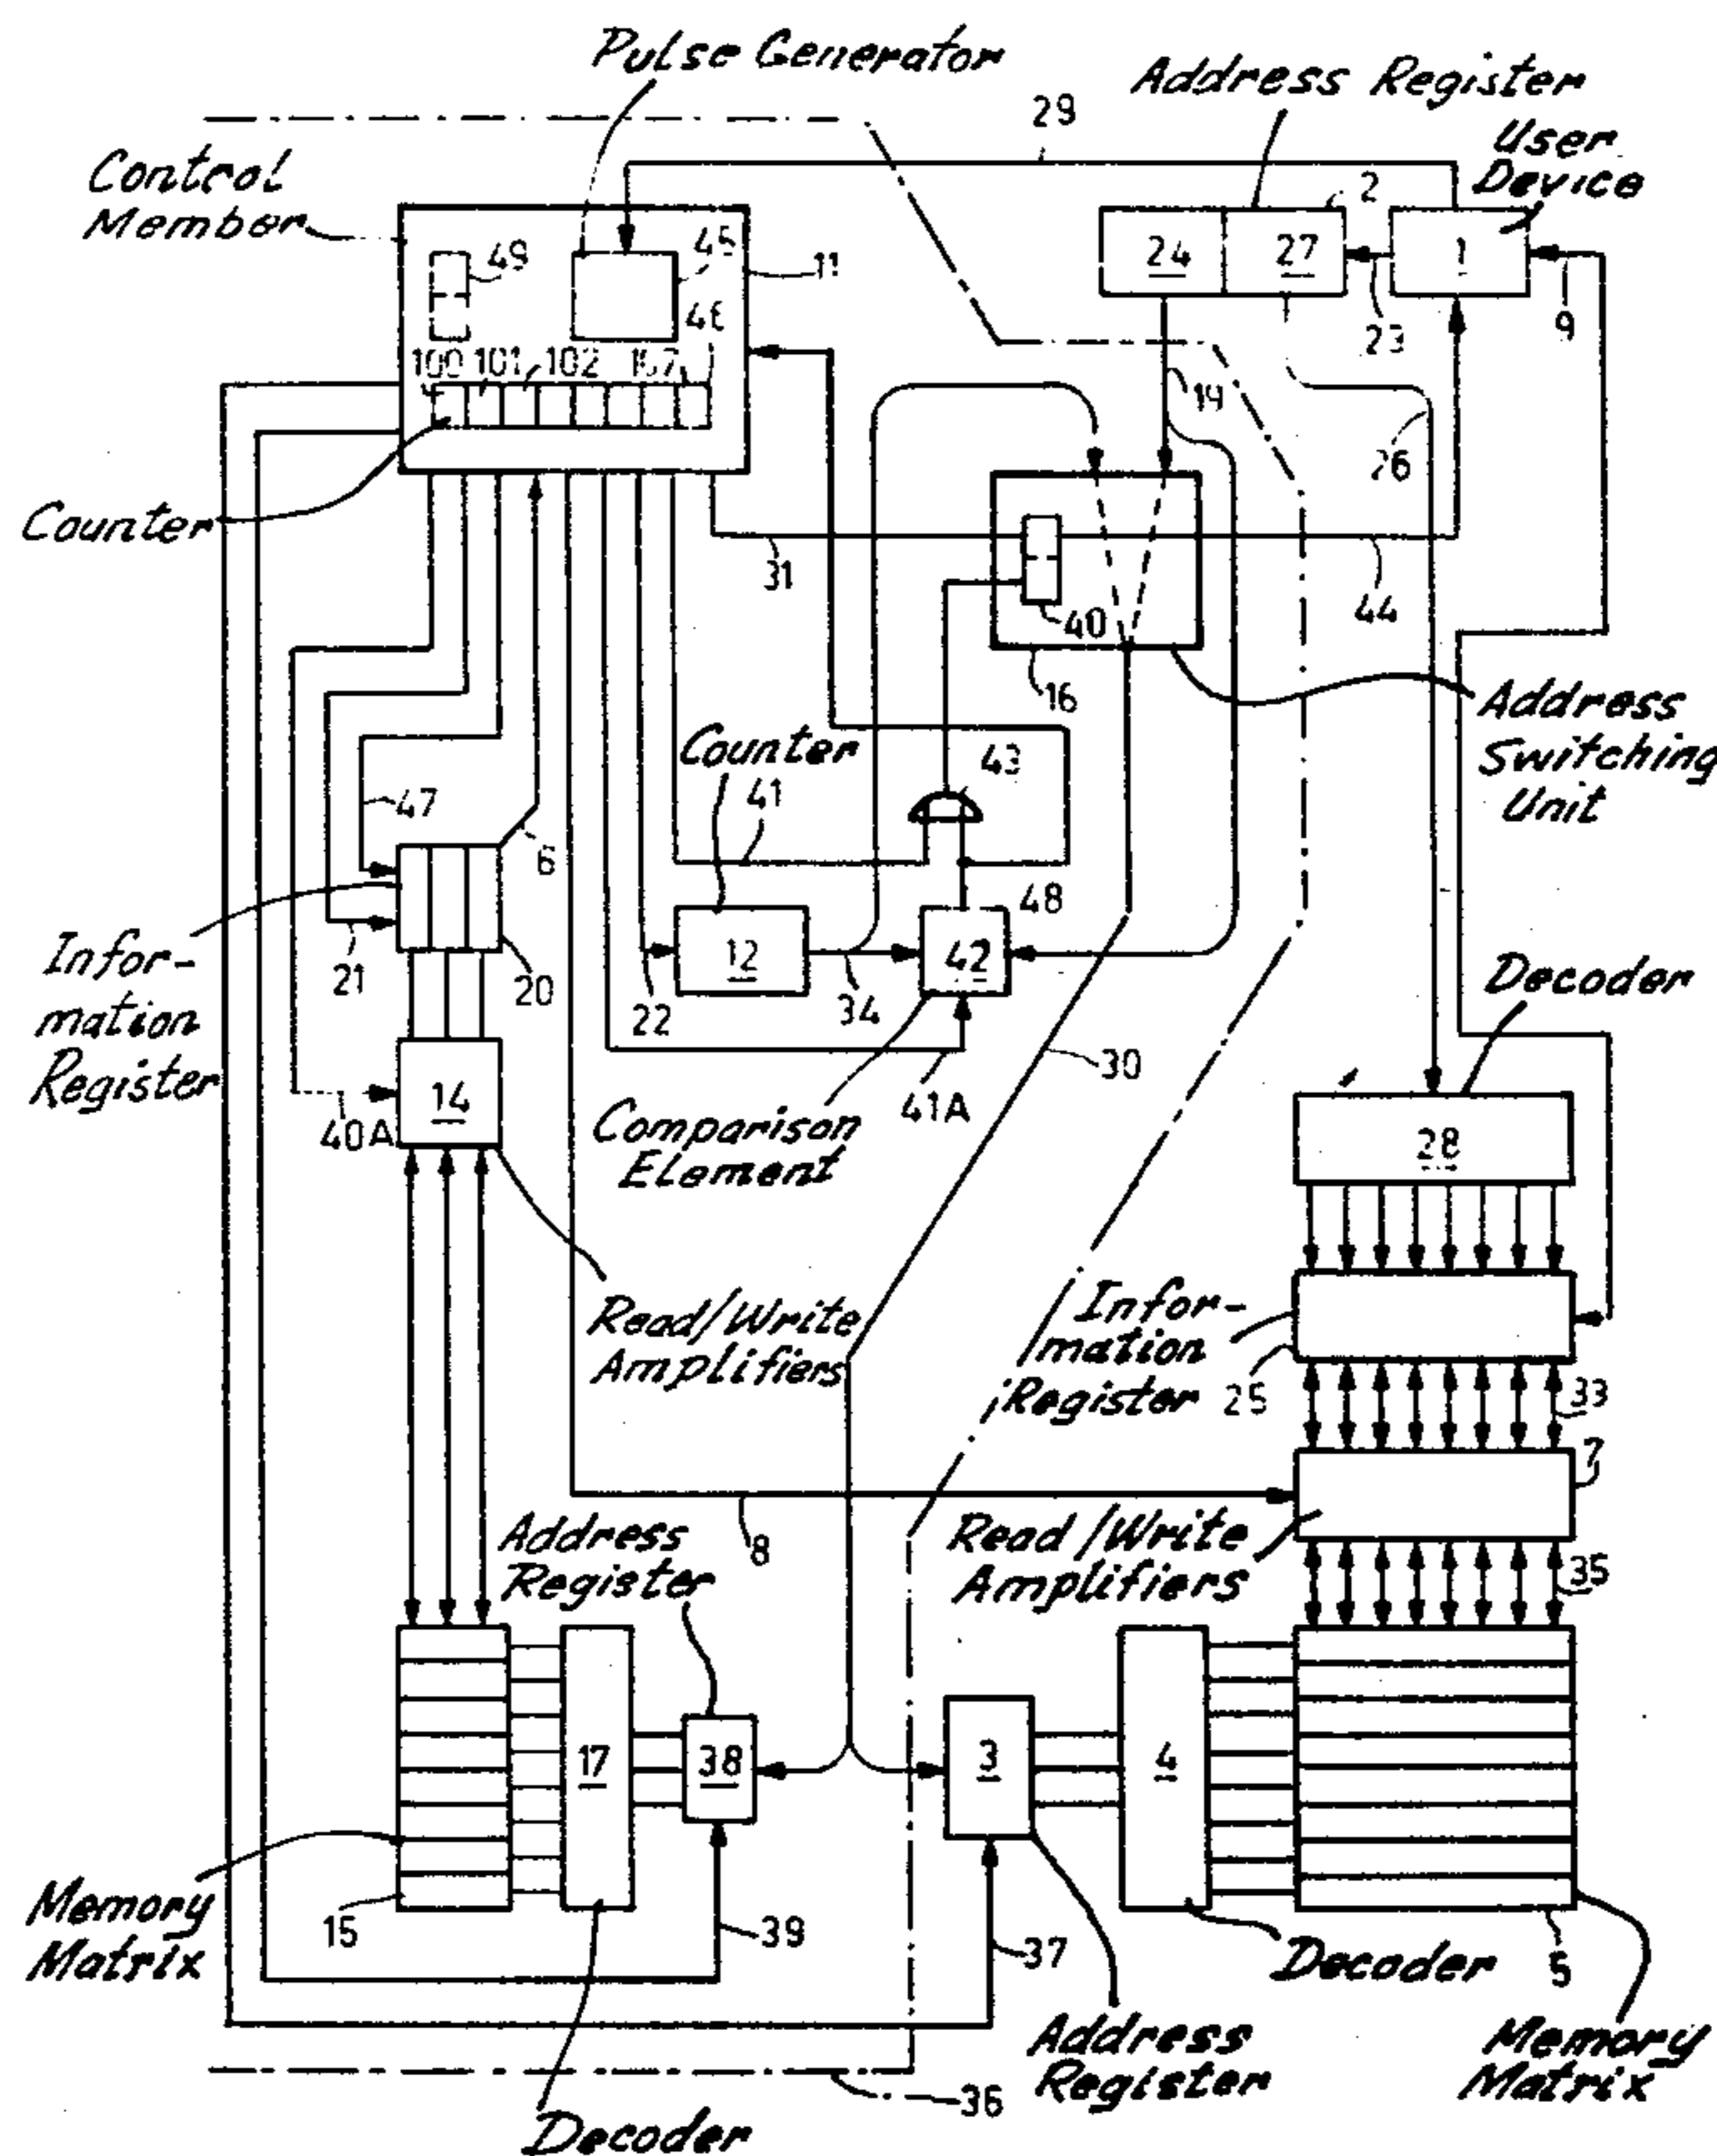 Pulse Generator
Address Register
User
Device
29
Control
Member
2
49
45
11
24
27
1
46
23
9
100
101
102
107
19
26
Counter
31
40
44
16
Address
Switching
Unit
Counter
43
41
47
6
48
Infor-
mation
Register
21
20
22
12
34
42
Decoder
30
40A
14
41A
Comparison
Element
28
Read/Write
Amplifiers
Infor-
mation
Register
25
33
7
8
Address
Register
Read/Write
Amplifiers
35
17
38
3
4
Memory
Matrix
15
39
37
Decoder
5
Address
Register
Memory
Matrix
36
Decoder